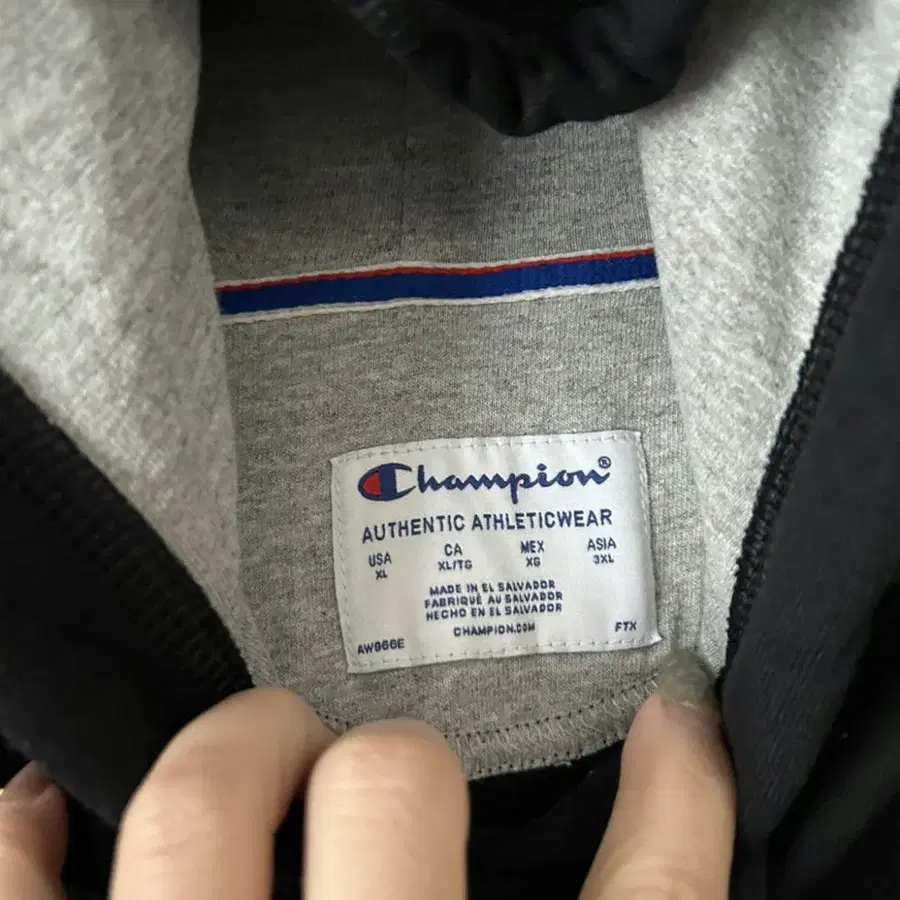 Champion®
AUTHENTIC ATHLETICWEAR
USA CA MEX ASIA
XL XL/TG XG 3XL
MADE IN EL SALVADOR
FABRIQUÉ AU SALVADOR
HECHO EN EL SALVADOR
CHAMPION.COM
AW966E FTX